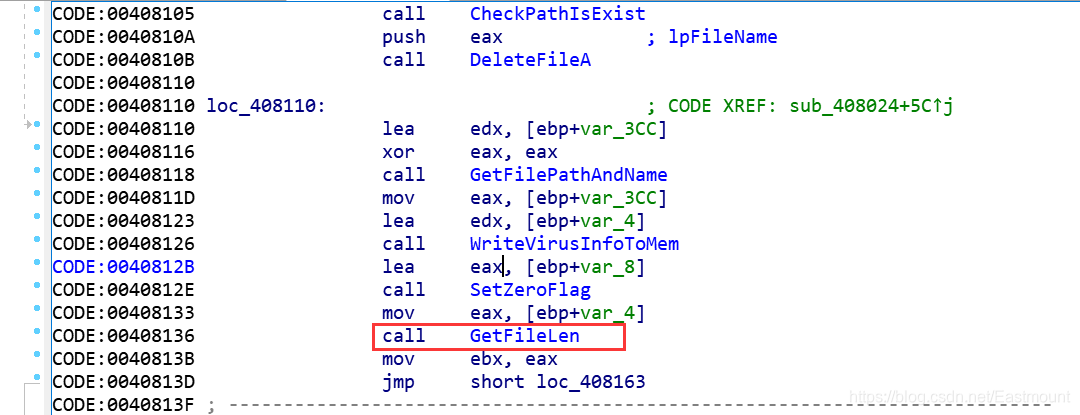 CODE:00408105 call CheckPathIsExist
CODE:0040810A push eax ; lpFileName
CODE:0040810B call DeleteFileA
CODE:00408110
CODE:00408110 loc_408110: ; CODE XREF: sub_408024+5C↑j
CODE:00408110 lea edx, [ebp+var_3CC]
CODE:00408116 xor eax, eax
CODE:00408118 call GetFilePathAndName
CODE:0040811D mov eax, [ebp+var_3CC]
CODE:00408123 lea edx, [ebp+var_4]
CODE:00408126 call WriteVirusInfoToMem
CODE:0040812B lea eax, [ebp+var_8]
CODE:0040812E call SetZeroFlag
CODE:00408133 mov eax, [ebp+var_4]
CODE:00408136 call GetFileLen
CODE:0040813B mov ebx, eax
CODE:0040813D jmp short loc_408163
CODE:0040813F ; ---------------------------------------------------------------------------
https://blog.csdn.net/Eastmount